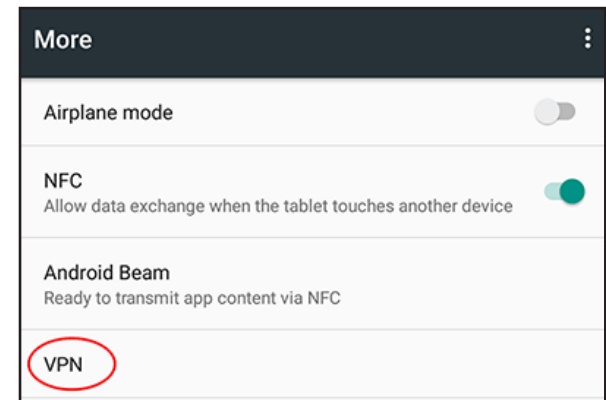 More
Airplane mode
NFC
Allow data exchange when the tablet touches another device
Android Beam
Ready to transmit app content via NFC
VPN